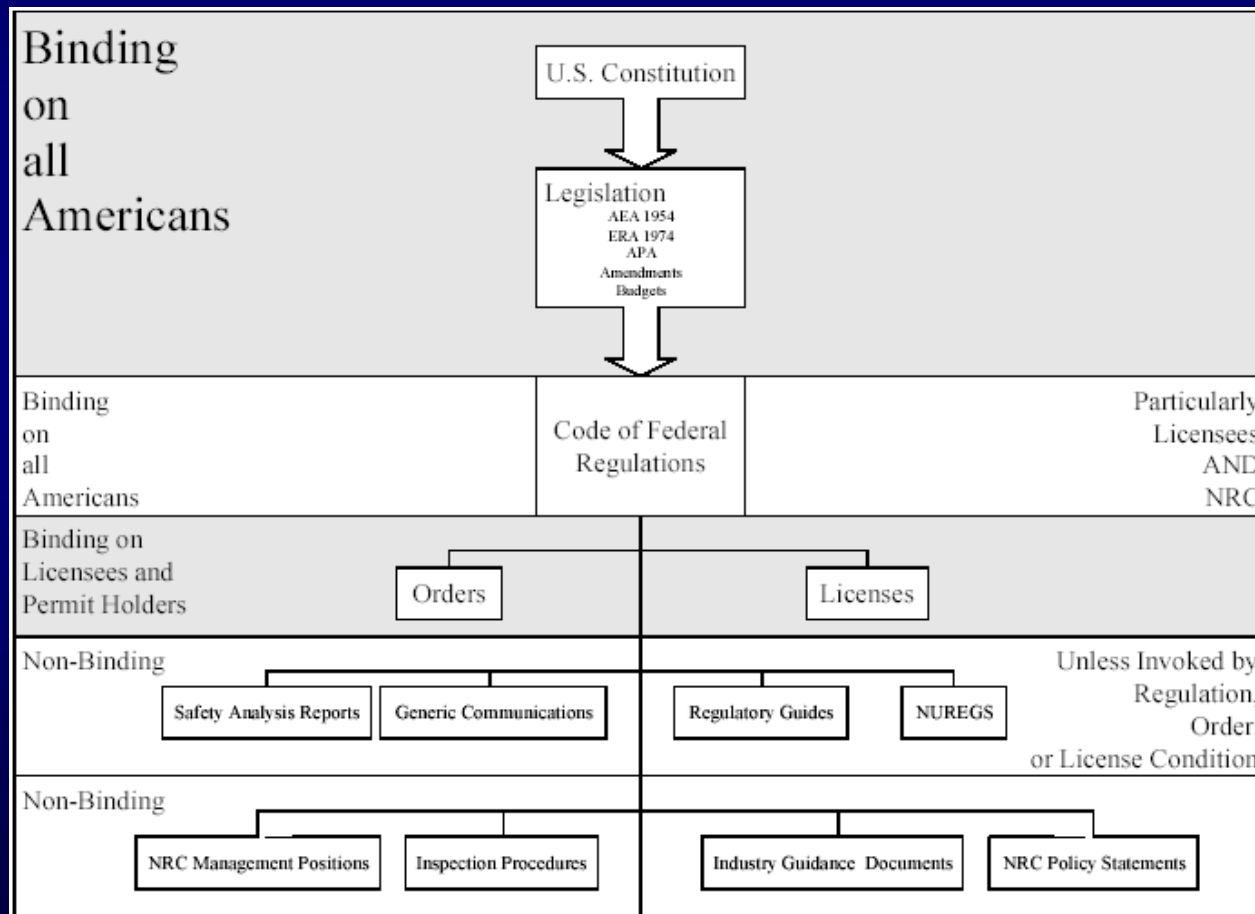 Binding
on
all
Americans
U.S. Constitution
Legislation
AEA 1954
ERA 1974
APA
Amendments
Budgets
Binding
on
all
Americans
Code of Federal
Regulations
Particularly
Licensees
AND
NRC
Binding on
Licensees and
Permit Holders
Orders
Licenses
Non-Binding
Safety Analysis Reports
Generic Communications
Regulatory Guides
NUREGS
Unless Invoked by
Regulation,
Order
or License Condition
Non-Binding
NRC Management Positions
Inspection Procedures
Industry Guidance Documents
NRC Policy Statements